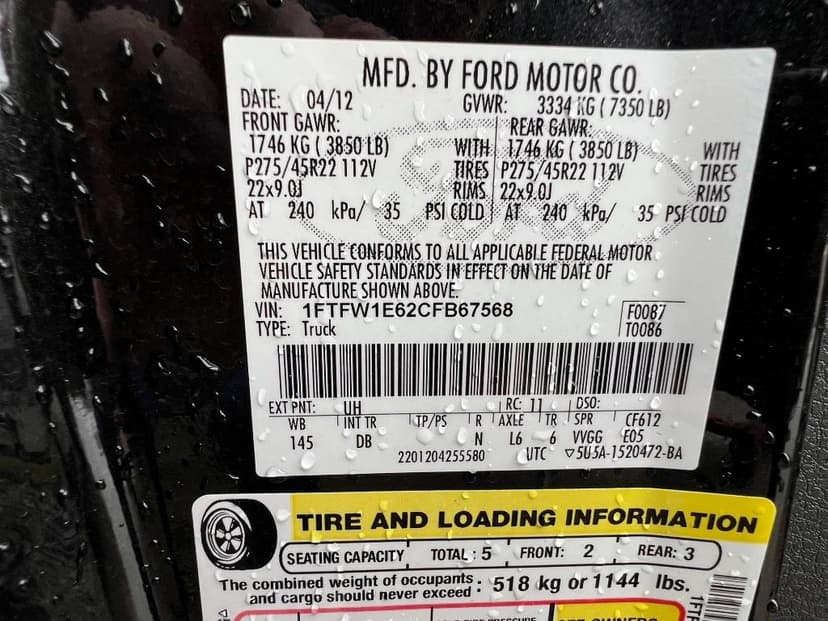 MFD. BY FORD MOTOR CO.
DATE: 04/12 GVWR: 3334 KG ( 7350 LB)
FRONT GAWR: REAR GAWR:
1746 KG ( 3850 LB) WITH 1746 KG ( 3850 LB) WITH
P275/45R22 112V TIRES P275/45R22 112V TIRES
22x9.0J RIMS 22x9.0J RIMS
AT 240 kPa/ 35 PSI COLD AT 240 kPa/ 35 PSI COLD
THIS VEHICLE CONFORMS TO ALL APPLICABLE FEDERAL MOTOR
VEHICLE SAFETY STANDARDS IN EFFECT ON THE DATE OF
MANUFACTURE SHOWN ABOVE.
VIN: 1FTFW1E62CFB67568 F0087
TYPE: Truck T0086
EXT PNT: UH RC: 11 DSO:
WB INT TR TP/PS R AXLE TR SPR CF612
145 DB N L6 6 VVGG E05
2201204255580 UTC ▽5U5A-1520472-BA
TIRE AND LOADING INFORMATION
SEATING CAPACITY TOTAL : 5 FRONT: 2 REAR: 3
The combined weight of occupants
and cargo should never exceed : 518 kg or 1144 lbs.